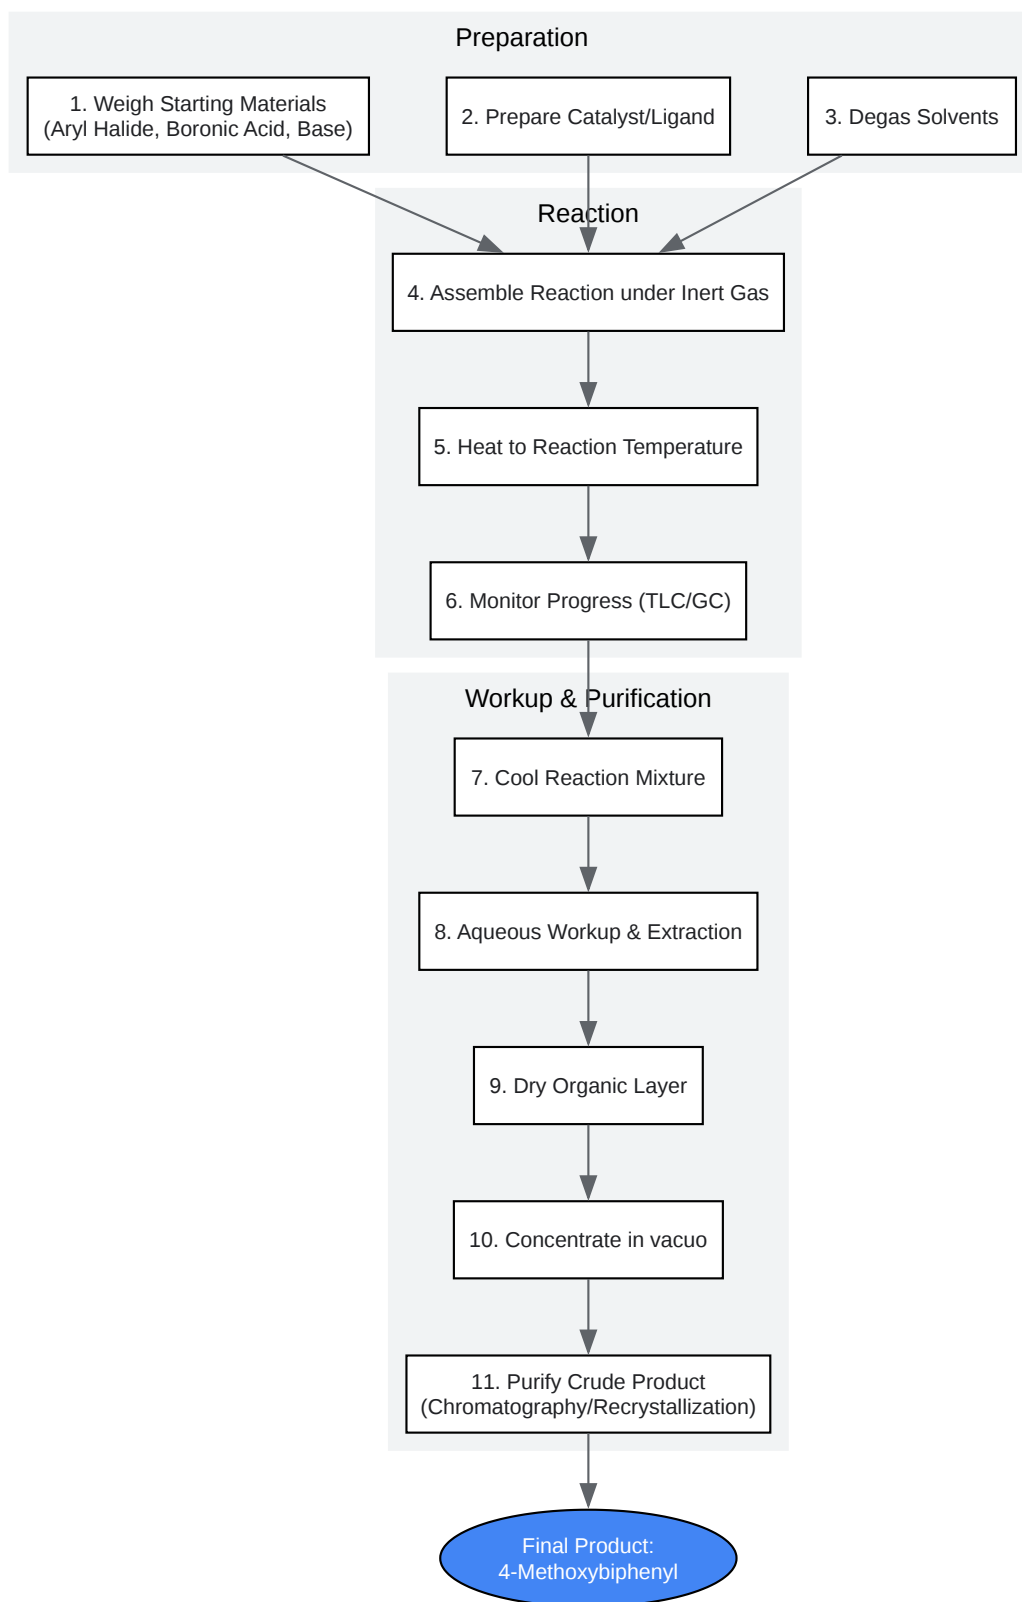 Preparation
1. Weigh Starting Materials
(Aryl Halide, Boronic Acid, Base)
2. Prepare Catalyst/Ligand
3. Degas Solvents
Reaction
4. Assemble Reaction under Inert Gas
5. Heat to Reaction Temperature
6. Monitor Progress (TLC/GC)
Workup & Purification
7. Cool Reaction Mixture
8. Aqueous Workup & Extraction
9. Dry Organic Layer
10. Concentrate in vacuo
11. Purify Crude Product
(Chromatography/Recrystallization)
Final Product:
4-Methoxybiphenyl